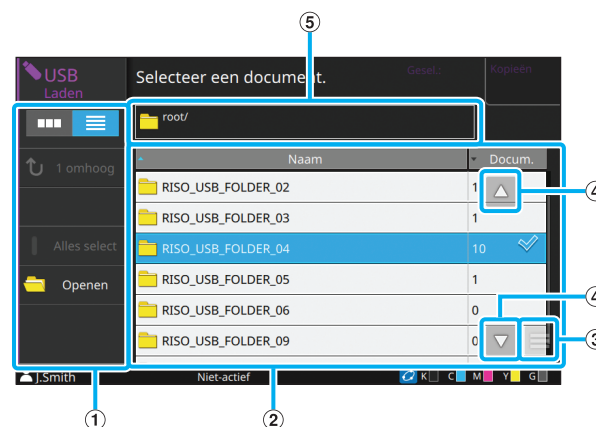 5
USB
Laden
Selecteer een document.
Gesel.:
Kopieën
root/
1 omhoog
Naam
Docum.
RISO_USB_FOLDER_02 1
4
RISO_USB_FOLDER_03 1
Alles select
RISO_USB_FOLDER_04 10
Openen
RISO_USB_FOLDER_05 1
RISO_USB_FOLDER_06 0
4
RISO_USB_FOLDER_09 0
3
J.Smith
Niet-actief
K C M Y G
1
2